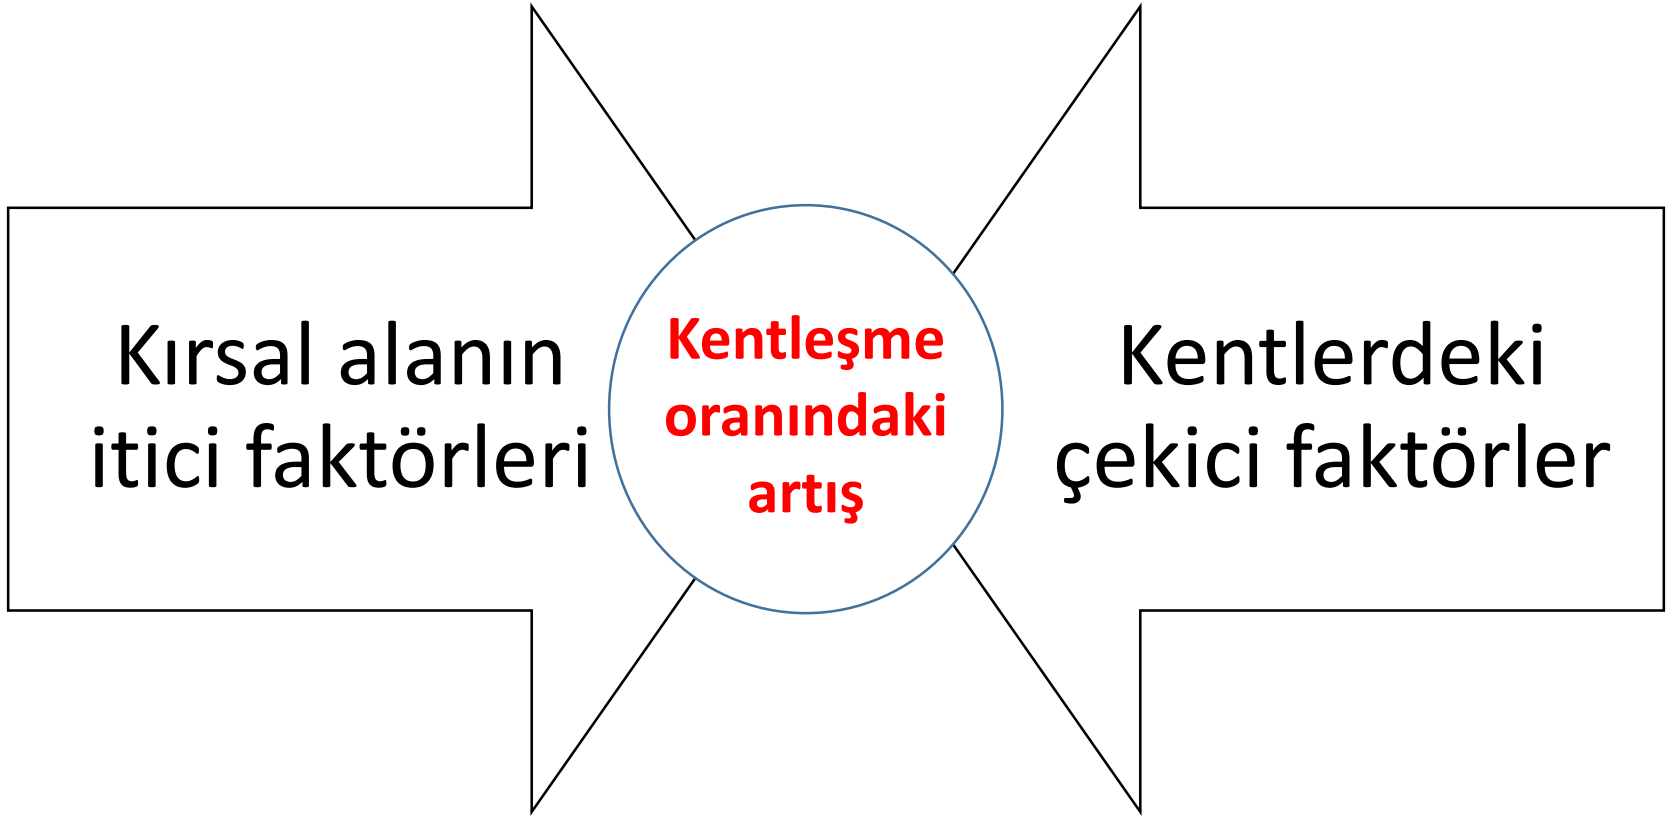 Kırsal alanın
itici faktörleri
Kentleşme
oranındaki
artış
Kentlerdeki
çekici faktörler